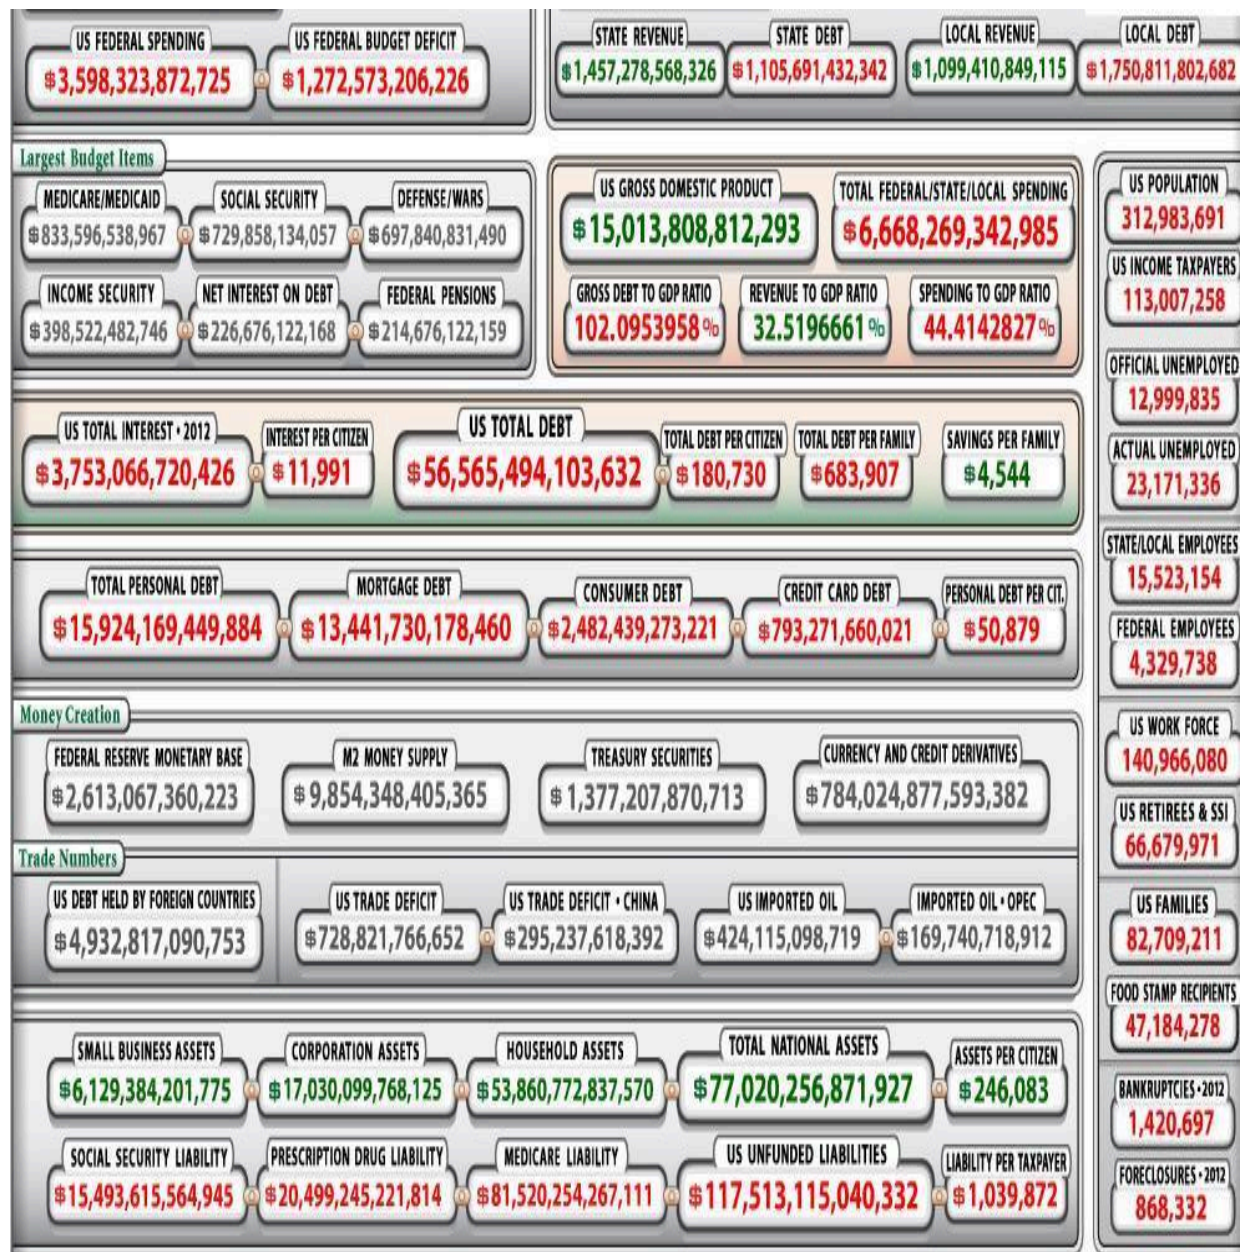 US FEDERAL SPENDING
$3,598,323,872,725
US FEDERAL BUDGET DEFICIT
$1,272,573,206,226
STATE REVENUE
$1,457,278,568,326
STATE DEBT
$1,105,691,432,342
LOCAL REVENUE
$1,099,410,849,115
LOCAL DEBT
$1,750,811,802,682
Largest Budget Items
MEDICARE/MEDICAID
$833,596,538,967
SOCIAL SECURITY
$729,858,134,057
DEFENSE/WARS
$697,840,831,490
INCOME SECURITY
$398,522,482,746
NET INTEREST ON DEBT
$226,676,122,168
FEDERAL PENSIONS
$214,676,122,159
US GROSS DOMESTIC PRODUCT
$15,013,808,812,293
TOTAL FEDERAL/STATE/LOCAL SPENDING
$6,668,269,342,985
GROSS DEBT TO GDP RATIO
102.0953958%
REVENUE TO GDP RATIO
32.5196661%
SPENDING TO GDP RATIO
44.4142827%
US TOTAL INTEREST • 2012
$3,753,066,720,426
INTEREST PER CITIZEN
$11,991
US TOTAL DEBT
$56,565,494,103,632
TOTAL DEBT PER CITIZEN
$180,730
TOTAL DEBT PER FAMILY
$683,907
SAVINGS PER FAMILY
$4,544
TOTAL PERSONAL DEBT
$15,924,169,449,884
MORTGAGE DEBT
$13,441,730,178,460
CONSUMER DEBT
$2,482,439,273,221
CREDIT CARD DEBT
$793,271,660,021
PERSONAL DEBT PER CIT.
$50,879
Money Creation
FEDERAL RESERVE MONETARY BASE
$2,613,067,360,223
M2 MONEY SUPPLY
$9,854,348,405,365
TREASURY SECURITIES
$1,377,207,870,713
CURRENCY AND CREDIT DERIVATIVES
$784,024,877,593,382
Trade Numbers
US DEBT HELD BY FOREIGN COUNTRIES
$4,932,817,090,753
US TRADE DEFICIT
$728,821,766,652
US TRADE DEFICIT • CHINA
$295,237,618,392
US IMPORTED OIL
$424,115,098,719
IMPORTED OIL • OPEC
$169,740,718,912
SMALL BUSINESS ASSETS
$6,129,384,201,775
CORPORATION ASSETS
$17,030,099,768,125
HOUSEHOLD ASSETS
$53,860,772,837,570
TOTAL NATIONAL ASSETS
$77,020,256,871,927
ASSETS PER CITIZEN
$246,083
SOCIAL SECURITY LIABILITY
$15,493,615,564,945
PRESCRIPTION DRUG LIABILITY
$20,499,245,221,814
MEDICARE LIABILITY
$81,520,254,267,111
US UNFUNDED LIABILITIES
$117,513,115,040,332
LIABILITY PER TAXPAYER
$1,039,872
US POPULATION
312,983,691
US INCOME TAXPAYERS
113,007,258
OFFICIAL UNEMPLOYED
12,999,835
ACTUAL UNEMPLOYED
23,171,336
STATE/LOCAL EMPLOYEES
15,523,154
FEDERAL EMPLOYEES
4,329,738
US WORK FORCE
140,966,080
US RETIREES & SSI
66,679,971
US FAMILIES
82,709,211
FOOD STAMP RECIPIENTS
47,184,278
BANKRUPTCIES • 2012
1,420,697
FORECLOSURES • 2012
868,332